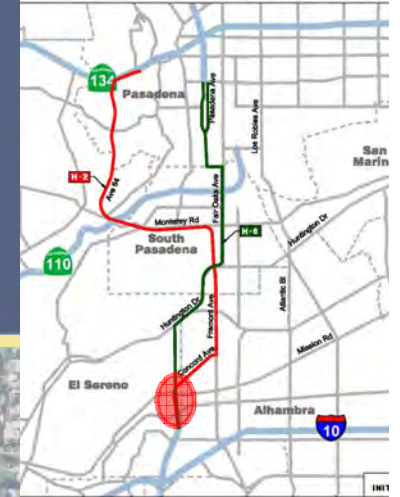 134
Pasadena
Pasadena Ave
Los Robles Ave
San
Marin
H-2
Ave 64
Fair Oaks Ave
Monterey Rd
H-6
South
Pasadena
Huntington Dr
110
Huntington Dr
Fremont Ave
Atlantic Bl
Mission Rd
Concord Ave
El Sereno
Alhambra
10
INIT